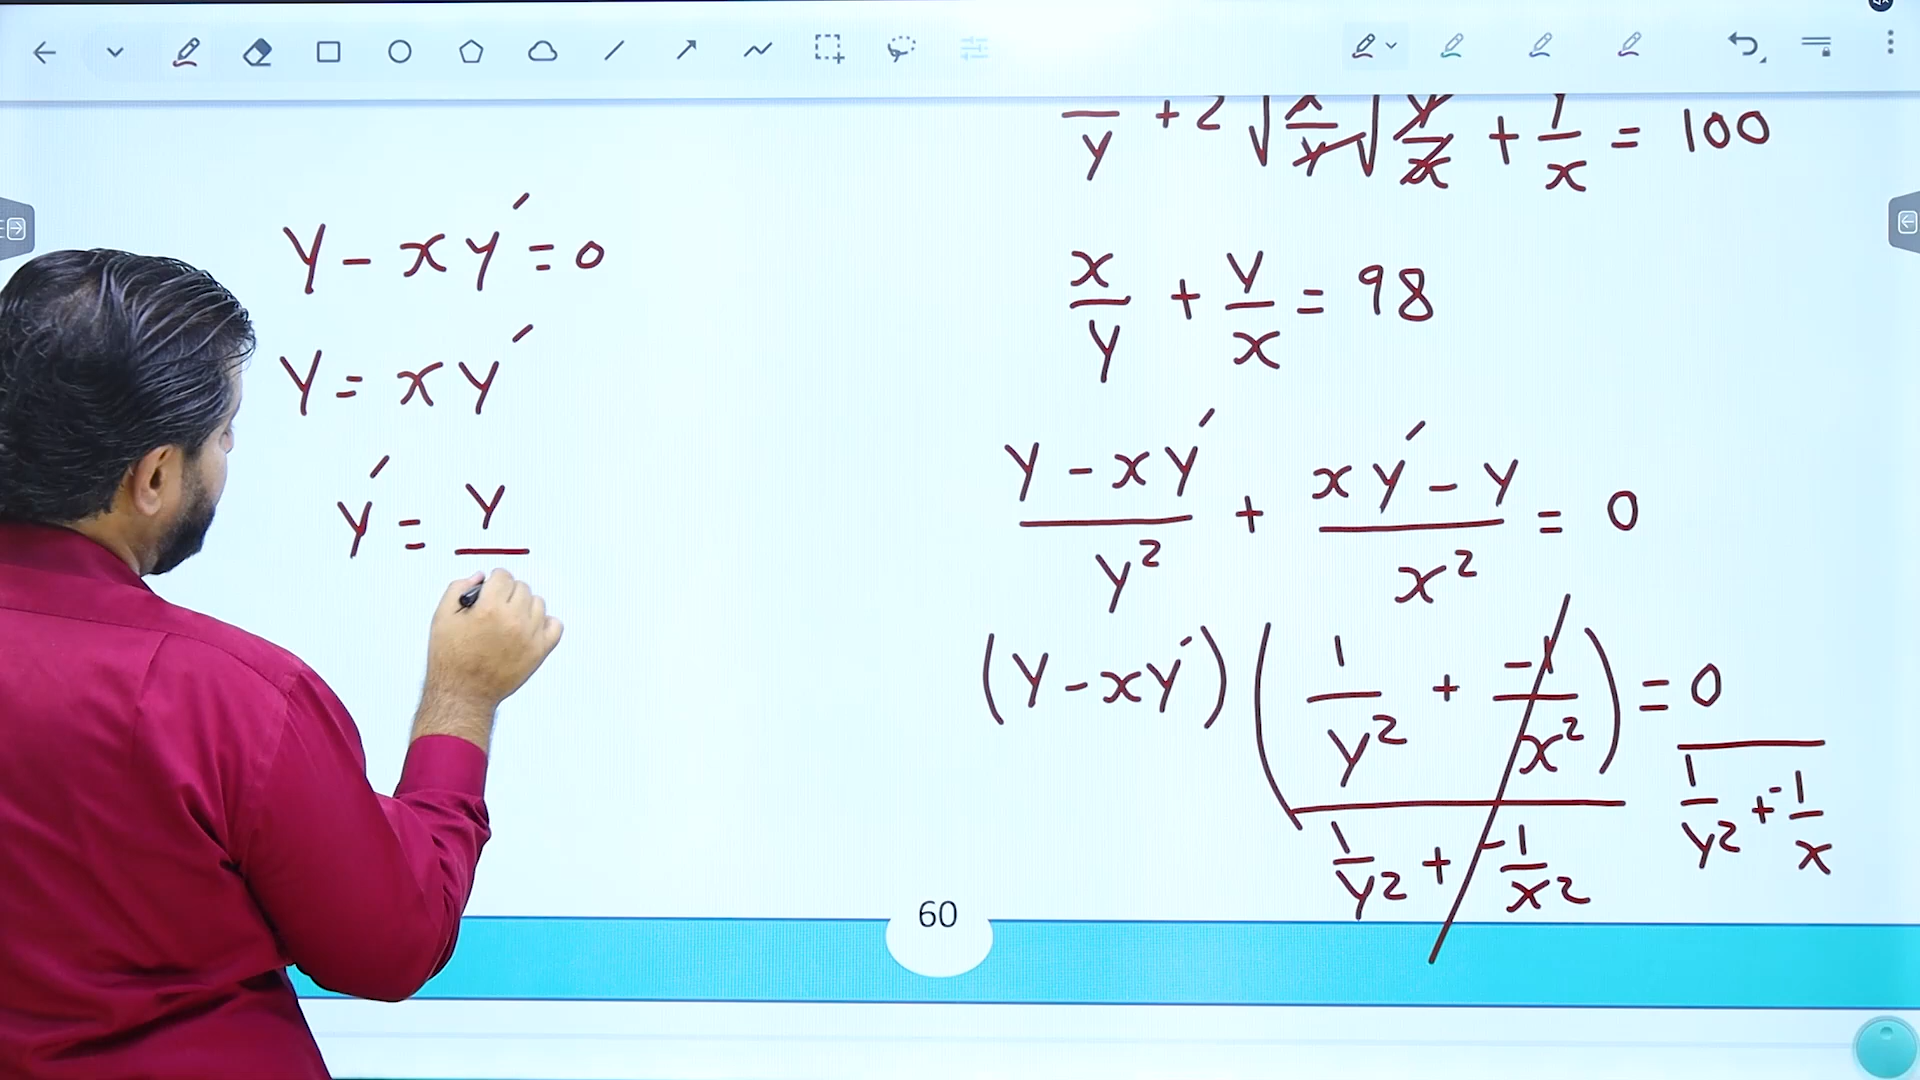 y - xy′ = 0
y = xy′
y′ = y/
/y + 2√(x/y)√(y/x) + y/x = 100
x/y + y/x = 98
(y - xy′)/y² + (xy′ - y)/x² = 0
(y - xy′)(1/y² + -1/x²)/(1/y² + -1/x²) = 0/(1/y² + -1/x)
60